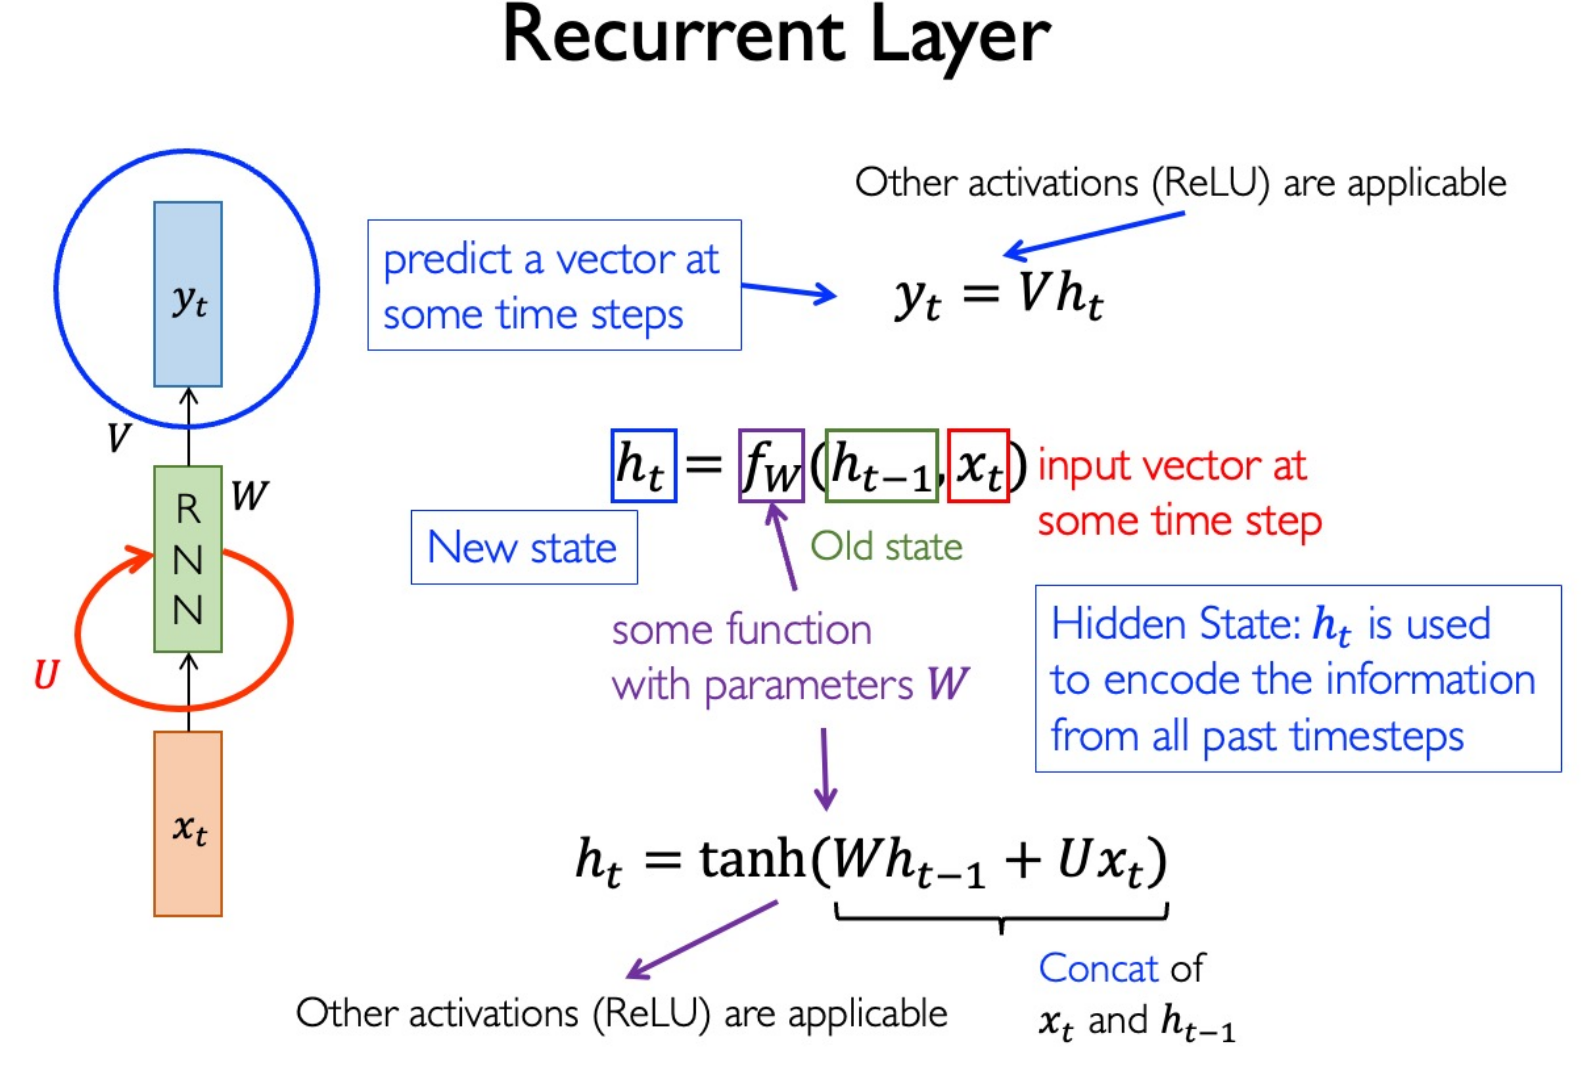 Recurrent Layer
Other activations (ReLU) are applicable
predict a vector at
some time steps
y_t = Vh_t
y_t
V
R
N
N
W
U
x_t
h_t = f_W(h_{t-1}, x_t)
input vector at
some time step
New state
Old state
some function
with parameters W
Hidden State: h_t is used
to encode the information
from all past timesteps
h_t = tanh(Wh_{t-1} + Ux_t)
Other activations (ReLU) are applicable
Concat of
x_t and h_{t-1}